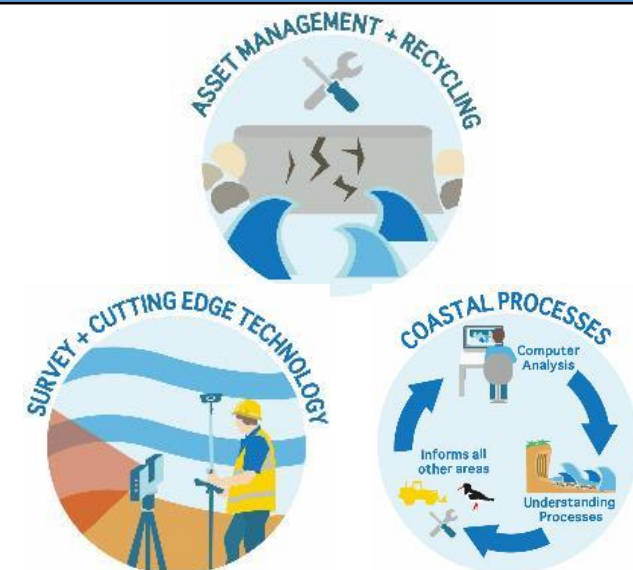 ASSET MANAGEMENT + RECYCLING
SURVEY + CUTTING EDGE TECHNOLOGY
COASTAL PROCESSES
Computer
Analysis
Informs all
other areas
Understanding
Processes